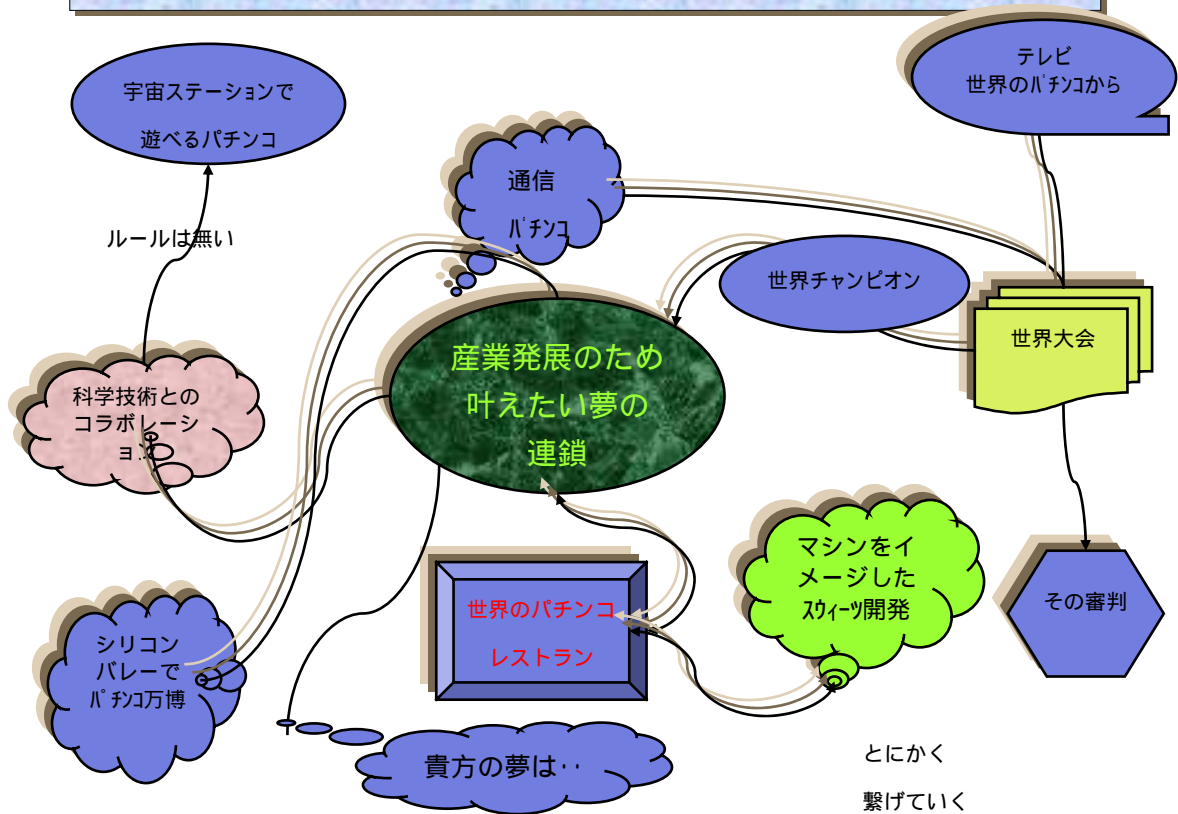 テレビ
世界のﾊﾟﾁﾝｺから
宇宙ステーションで
遊べるパチンコ
通信
ﾊﾟﾁﾝｺ
ルールは無い
世界チャンピオン
世界大会
産業発展のため
叶えたい夢の
連鎖
科学技術との
コラボレーシ
ョン
マシンをイ
メージした
ｽｳｨｰﾂ開発
その審判
世界のパチンコ
レストラン
シリコン
バレーで
ﾊﾟﾁﾝｺ万博
貴方の夢は‥
とにかく
繋げていく